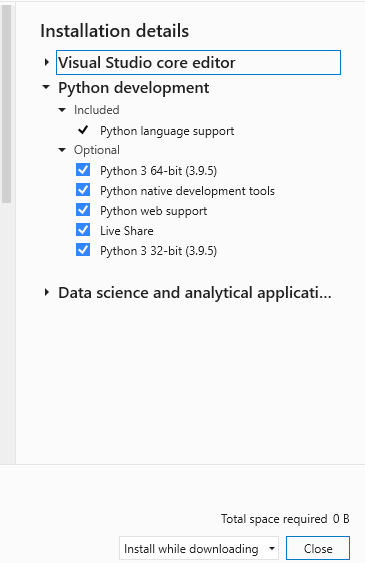 Installation details
Visual Studio core editor
Python development
Included
Python language support
Optional
Python 3 64-bit (3.9.5)
Python native development tools
Python web support
Live Share
Python 3 32-bit (3.9.5)
Data science and analytical applicati...
Total space required 0 B
Install while downloading
Close